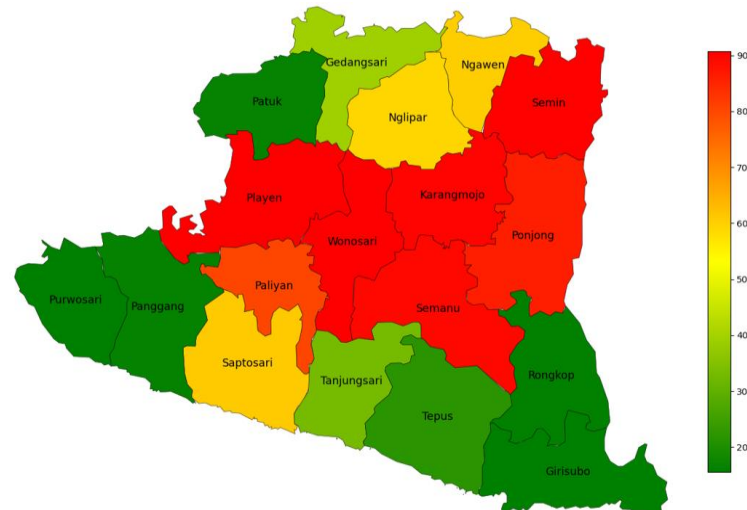 Gedangsari
Ngawen
Patuk
Semin
Nglipar
Playen
Karangmojo
Ponjong
Wonosari
Paliyan
Purwosari
Panggang
Semanu
Saptosari
Tanjungsari
Rongkop
Tepus
Girisubo
90
80
70
60
50
40
30
20